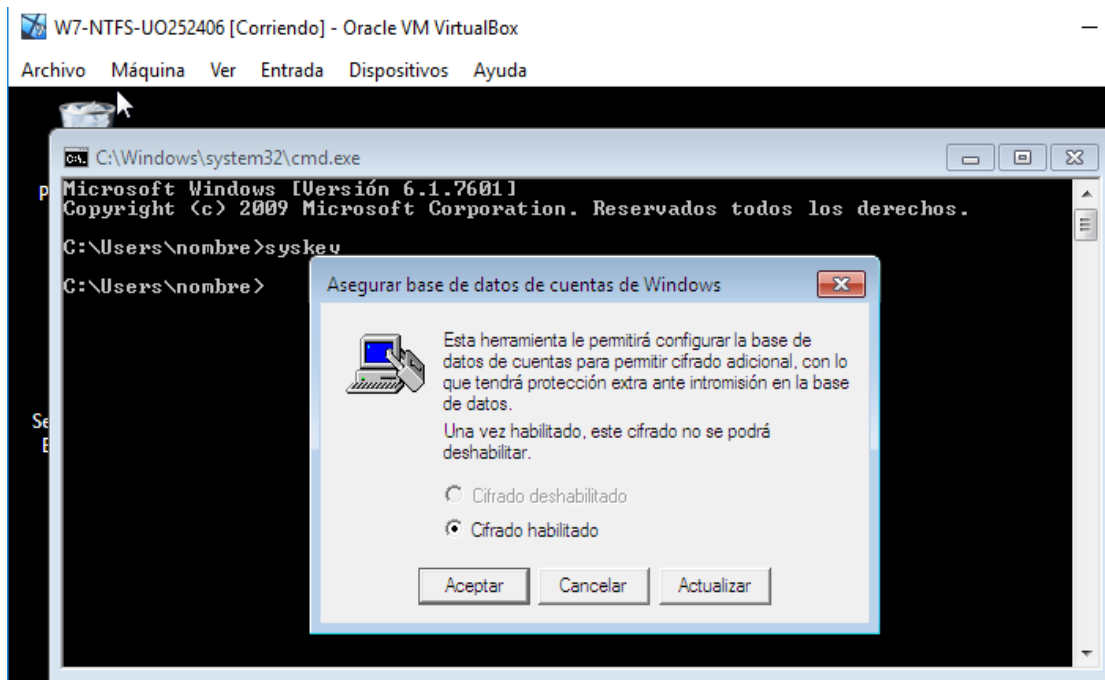 W7-NTFS-UO252406 [Corriendo] - Oracle VM VirtualBox
Archivo Máquina Ver Entrada Dispositivos Ayuda
C:\Windows\system32\cmd.exe
Microsoft Windows [Versión 6.1.7601]
Copyright (c) 2009 Microsoft Corporation. Reservados todos los derechos.
C:\Users\nombre>syskey
C:\Users\nombre>
Asegurar base de datos de cuentas de Windows
Esta herramienta le permitirá configurar la base de
datos de cuentas para permitir cifrado adicional, con lo
que tendrá protección extra ante intromisión en la base
de datos.
Una vez habilitado, este cifrado no se podrá
deshabilitar.
Cifrado deshabilitado
Cifrado habilitado
Aceptar Cancelar Actualizar